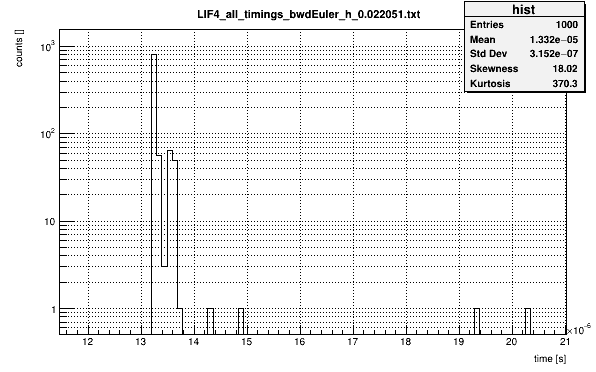 LIF4_all_timings_bwdEuler_h_0.022051.txt
hist
Entries 1000
Mean 1.332e−05
Std Dev 3.152e−07
Skewness 18.02
Kurtosis 370.3
counts []
10³
10²
10
1
12 13 14 15 16 17 18 19 20 21
×10⁻⁶
time [s]